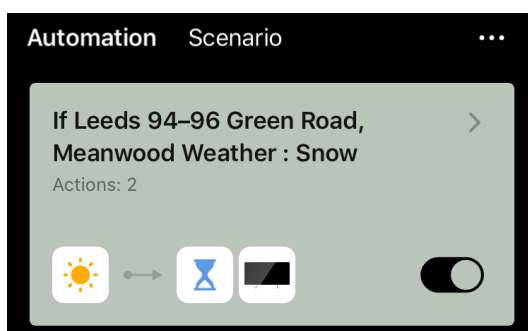 Automation Scenario
If Leeds 94–96 Green Road,
Meanwood Weather : Snow
Actions: 2